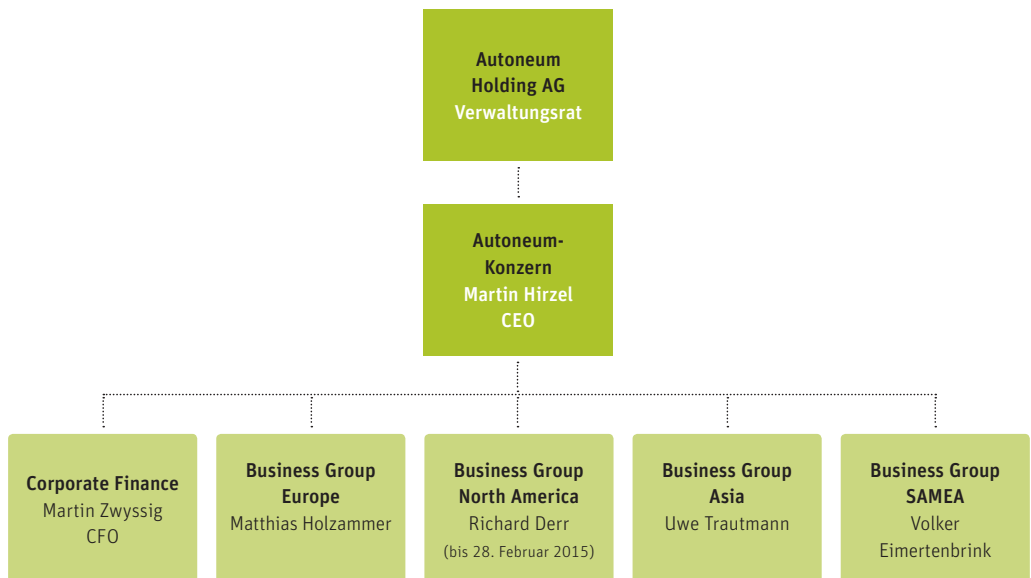 Autoneum
Holding AG
Verwaltungsrat
Autoneum-
Konzern
Martin Hirzel
CEO
Corporate Finance
Martin Zwyssig
CFO
Business Group
Europe
Matthias Holzammer
Business Group
North America
Richard Derr
(bis 28. Februar 2015)
Business Group
Asia
Uwe Trautmann
Business Group
SAMEA
Volker
Eimertenbrink